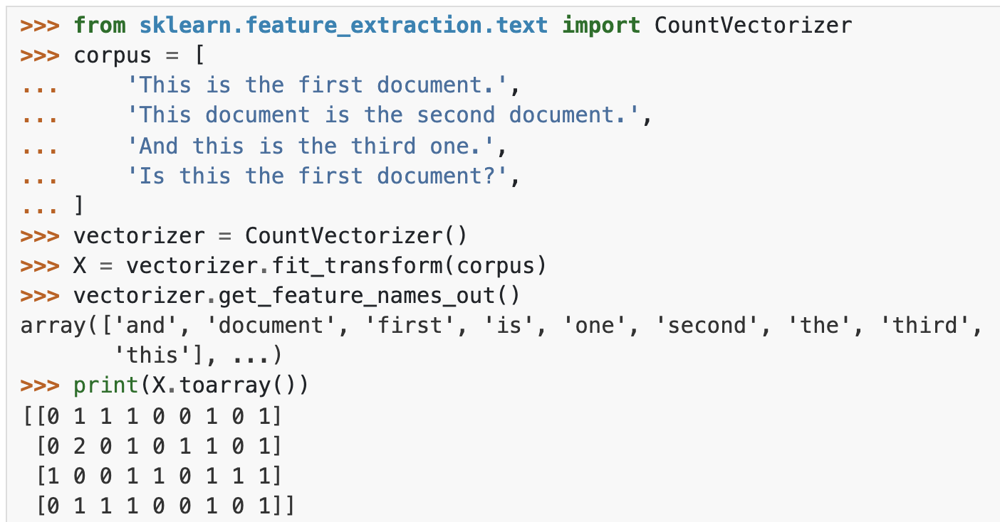 >>> from sklearn.feature_extraction.text import CountVectorizer
>>> corpus = [
...     'This is the first document.',
...     'This document is the second document.',
...     'And this is the third one.',
...     'Is this the first document?',
... ]
>>> vectorizer = CountVectorizer()
>>> X = vectorizer.fit_transform(corpus)
>>> vectorizer.get_feature_names_out()
array(['and', 'document', 'first', 'is', 'one', 'second', 'the', 'third',
       'this'], ...)
>>> print(X.toarray())
[[0 1 1 1 0 0 1 0 1]
 [0 2 0 1 0 1 1 0 1]
 [1 0 0 1 1 0 1 1 1]
 [0 1 1 1 0 0 1 0 1]]